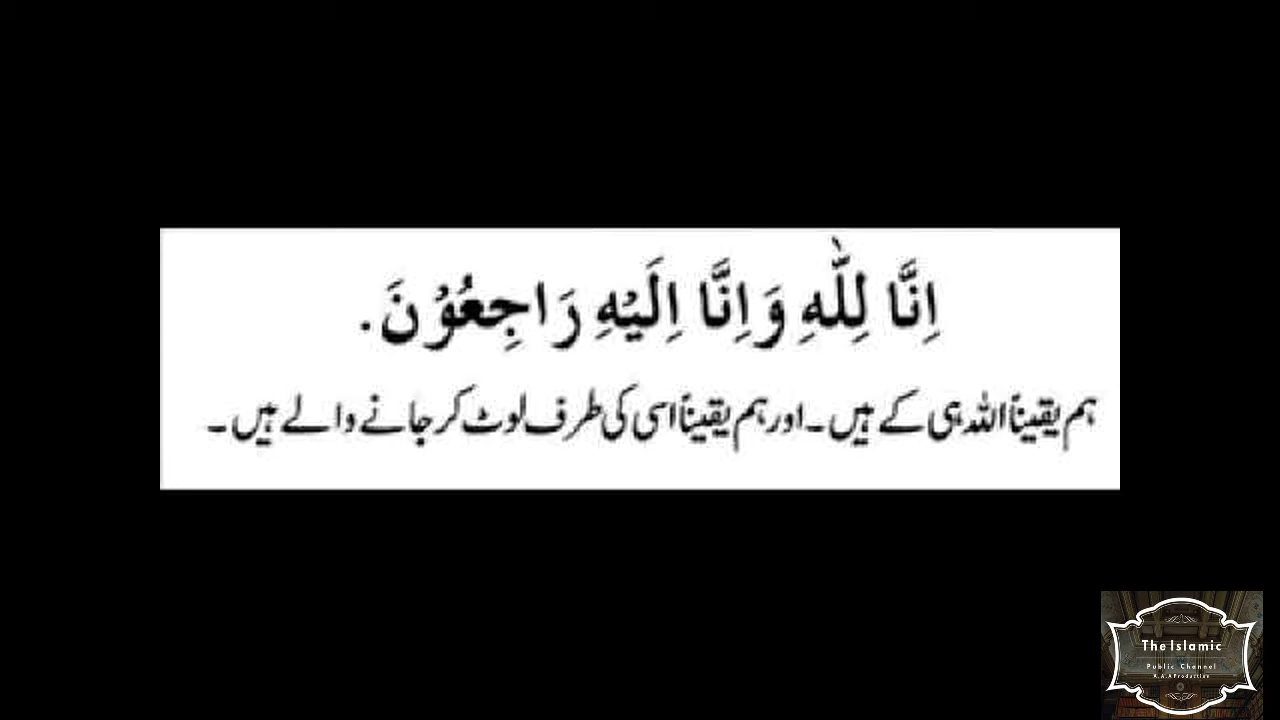 اِنَّا لِلّٰهِ وَاِنَّا اِلَيْهِ رَاجِعُوْنَ.
ہم یقیناً اللہ ہی کے ہیں۔ اور ہم یقیناً اسی کی طرف لوٹ کر جانے والے ہیں۔
The Islamic
Public Channel
K.A.A Production